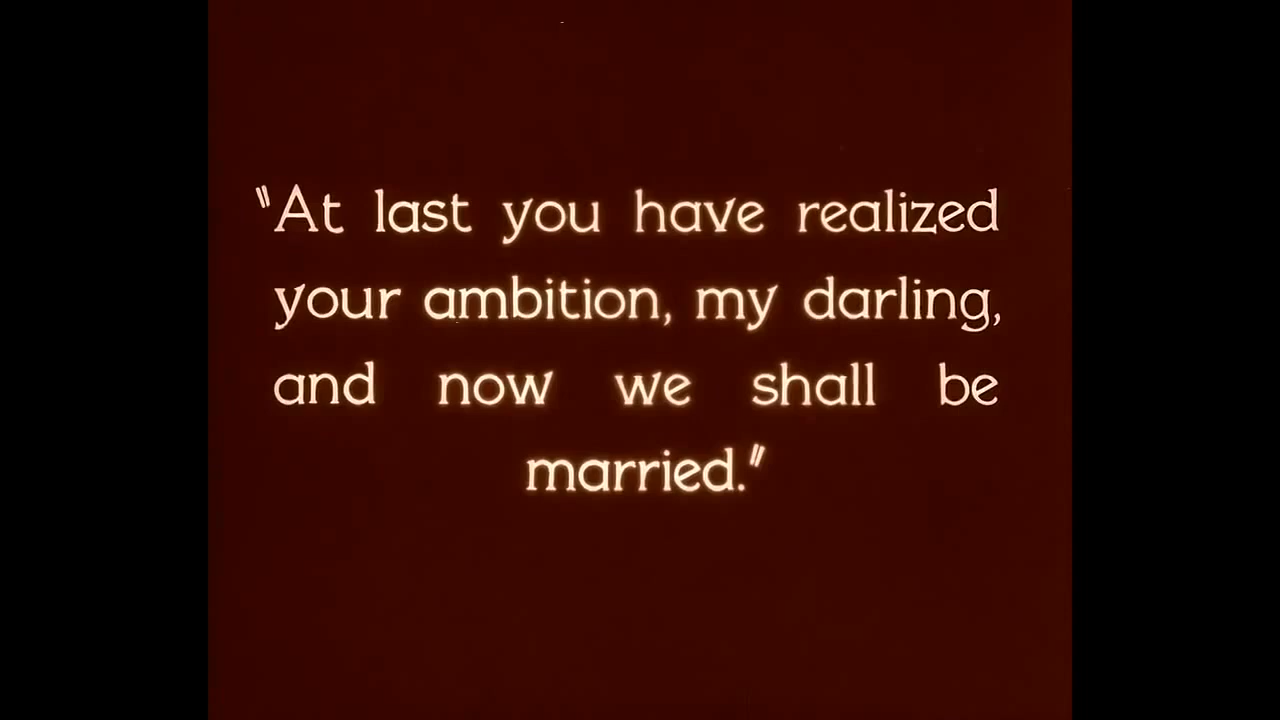 "At last you have realized
your ambition, my darling,
and now we shall be
married."